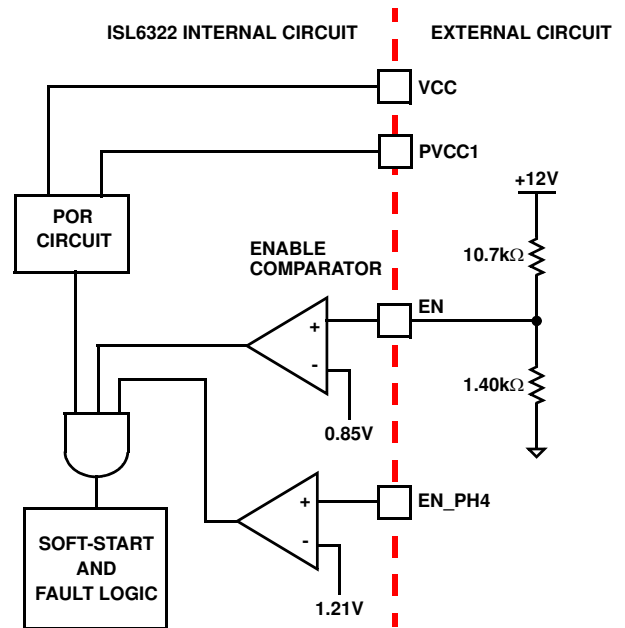 ISL6322 INTERNAL CIRCUIT
EXTERNAL CIRCUIT
VCC
PVCC1
+12V
POR
CIRCUIT
10.7kΩ
ENABLE
COMPARATOR
EN
+
-
1.40kΩ
0.85V
EN_PH4
+
-
SOFT-START
AND
FAULT LOGIC
1.21V